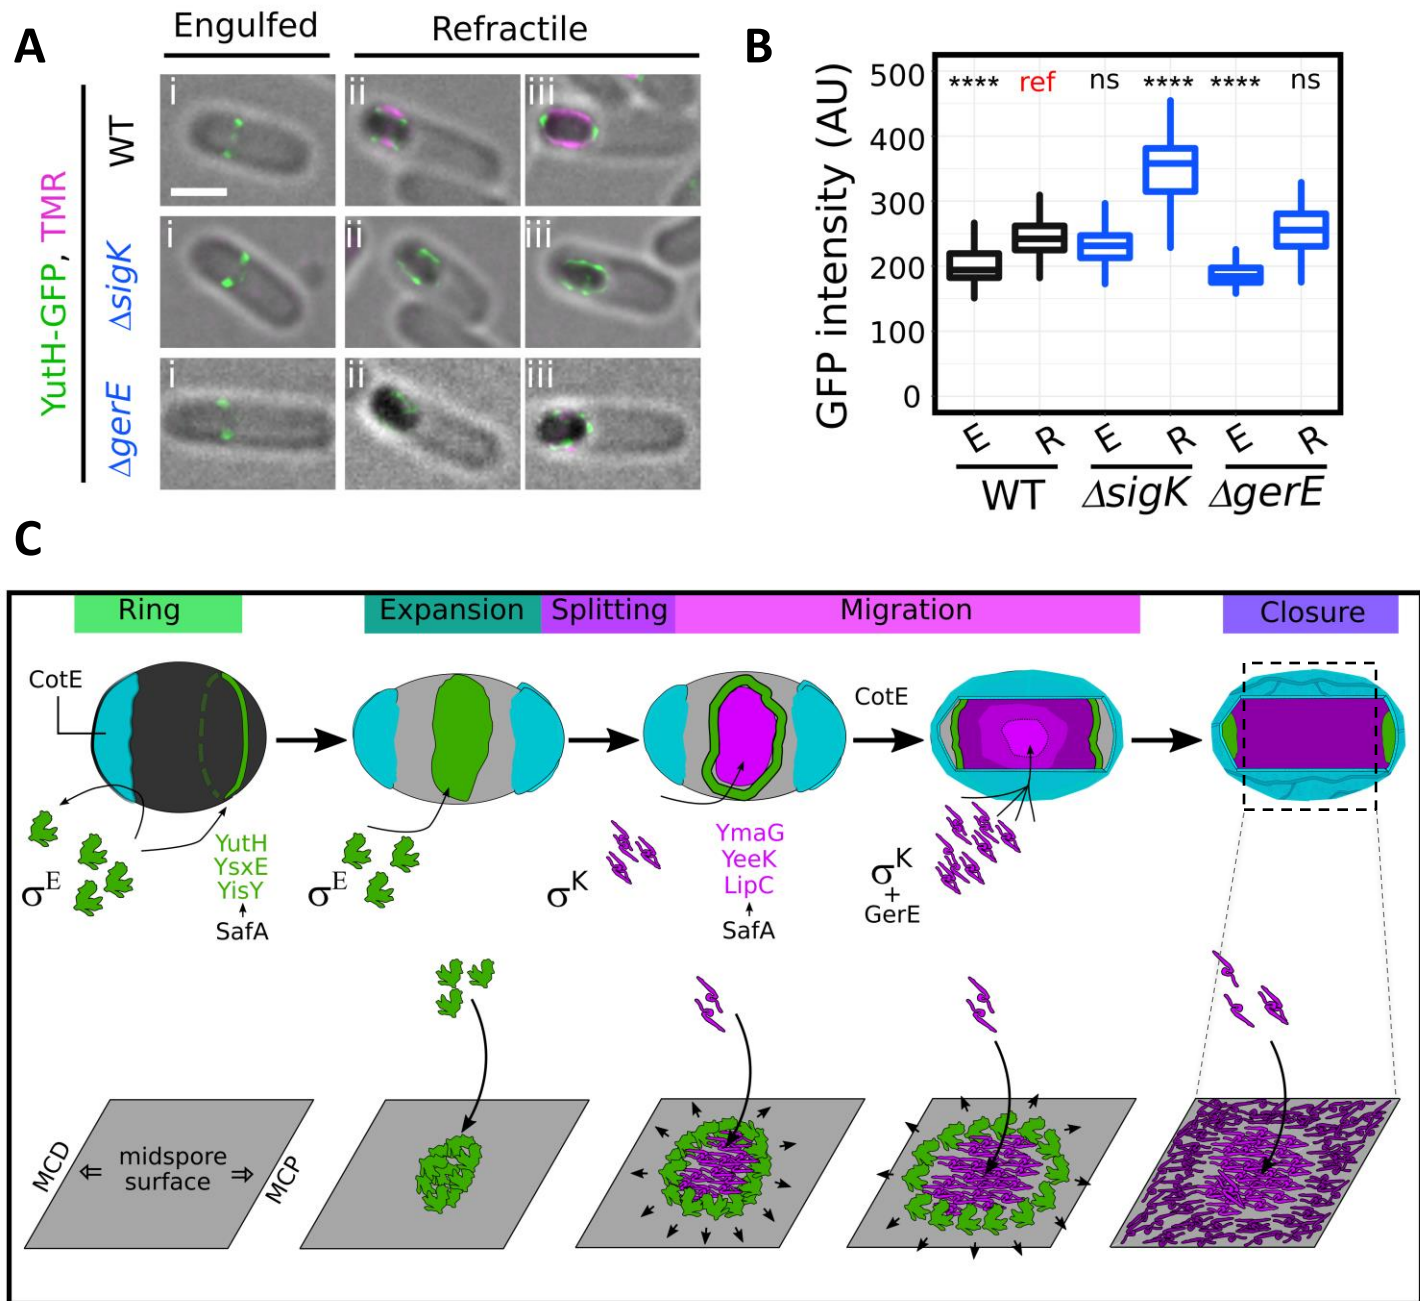 A
Engulfed
Refractile
YutH-GFP, TMR
WT
i
ii
iii
ΔsigK
i
ii
iii
ΔgerE
i
ii
iii
B
GFP intensity (AU)
500
400
300
200
100
0
**** ref ns **** **** ns
E R E R E R
WT ΔsigK ΔgerE
C
Ring
Expansion
Splitting
Migration
Closure
CotE
CotE
σE
YutH
YsxE
YisY
SafA
σE
σK
YmaG
YeeK
LipC
SafA
σK
+
GerE
MCD
⇐ midspore ⇒
surface
MCP